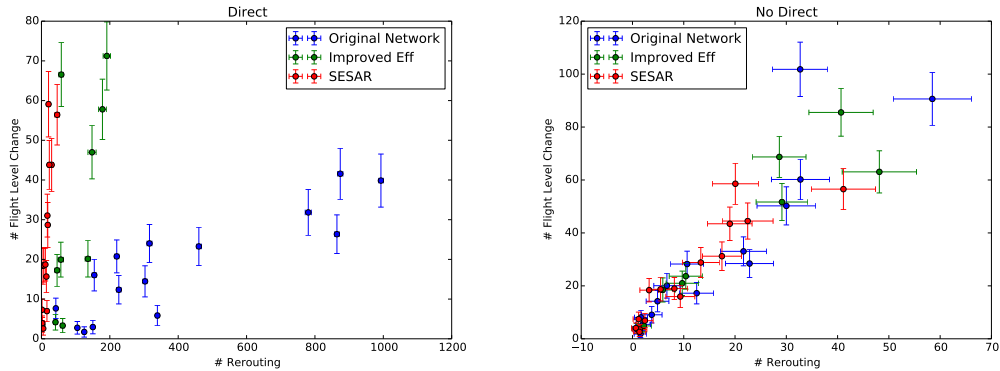 Direct
# Flight Level Change
80
70
60
50
40
30
20
10
0
0 200 400 600 800 1000 1200
# Rerouting
Original Network
Improved Eff
SESAR
No Direct
# Flight Level Change
120
100
80
60
40
20
0
−10 0 10 20 30 40 50 60 70
# Rerouting
Original Network
Improved Eff
SESAR